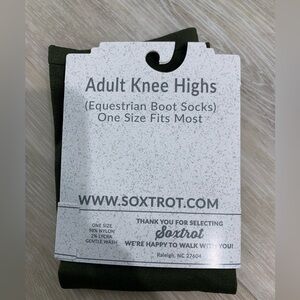 Adult Knee Highs
(Equestrian Boot Socks)
One Size Fits Most
WWW.SOXTROT.COM
ONE SIZE
98% NYLON
2% LYCRA
GENTLE WASH
THANK YOU FOR SELECTING
Soxtrot
WE'RE HAPPY TO WALK WITH YOU!
Raleigh, NC 27604